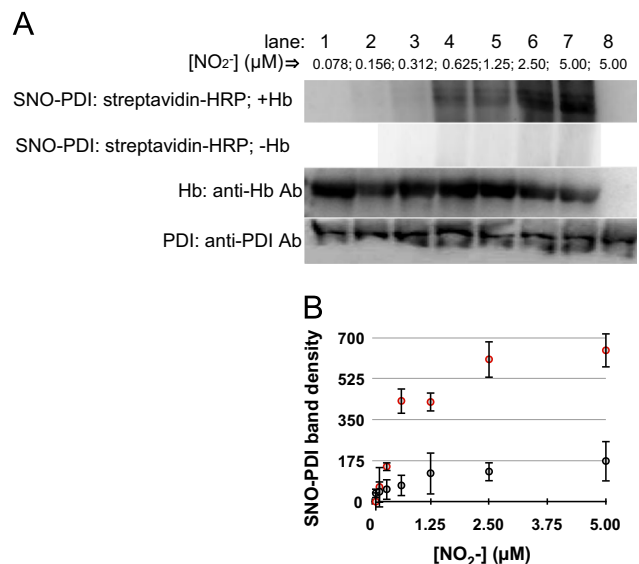 A
lane: 1 2 3 4 5 6 7 8
[NO2-] (µM)⇒ 0.078; 0.156; 0.312; 0.625; 1.25; 2.50; 5.00; 5.00
SNO-PDI: streptavidin-HRP; +Hb
SNO-PDI: streptavidin-HRP; -Hb
Hb: anti-Hb Ab
PDI: anti-PDI Ab
B
700
525
350
175
0
0 1.25 2.50 3.75 5.00
SNO-PDI band density
[NO2-] (µM)